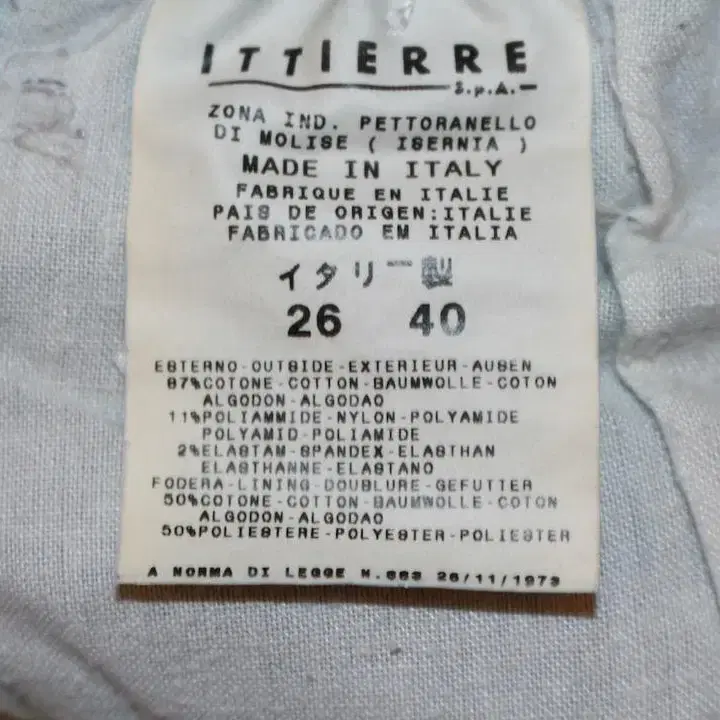 ITTIERRE
S.p.A.
ZONA IND. PETTORANELLO
DI MOLISE ( ISERNIA )
MADE IN ITALY
FABRIQUE EN ITALIE
PAIS DE ORIGEN:ITALIE
FABRICADO EM ITALIA
イタリー製
26 40
ESTERNO-OUTSIDE-EXTERIEUR-AUSEN
87%COTONE-COTTON-BAUMWOLLE-COTON
ALGODON-ALGODAO
11%POLIAMMIDE-NYLON-POLYAMIDE
POLYAMID-POLIAMIDE
2%ELASTAM-SPANDEX-ELASTHAN
ELASTHANNE-ELASTANO
FODERA-LINING-DOUBLURE-GEFUTTER
50%COTONE-COTTON-BAUMWOLLE-COTON
ALGODON-ALGODAO
50%POLIESTERE-POLYESTER-POLIESTER
A NORMA DI LEGGE N.883 26/11/1973